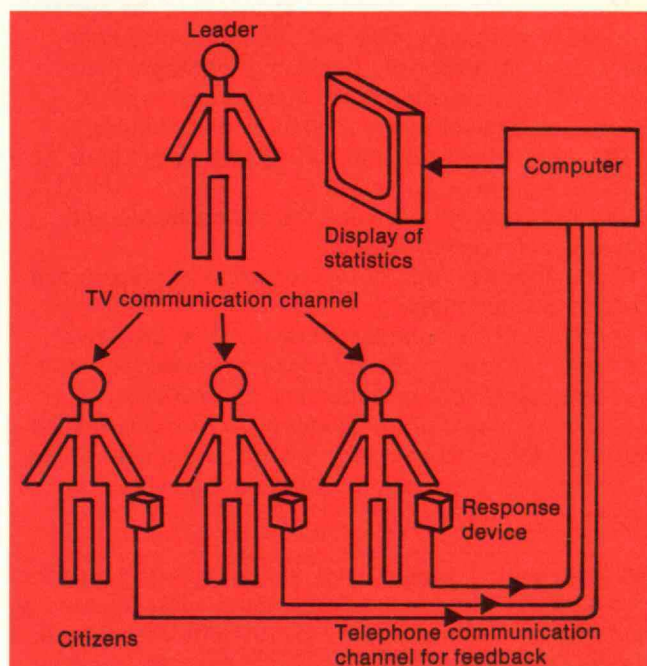 Leader
Computer
Display of
statistics
TV communication channel
Response
device
Citizens
Telephone communication
channel for feedback